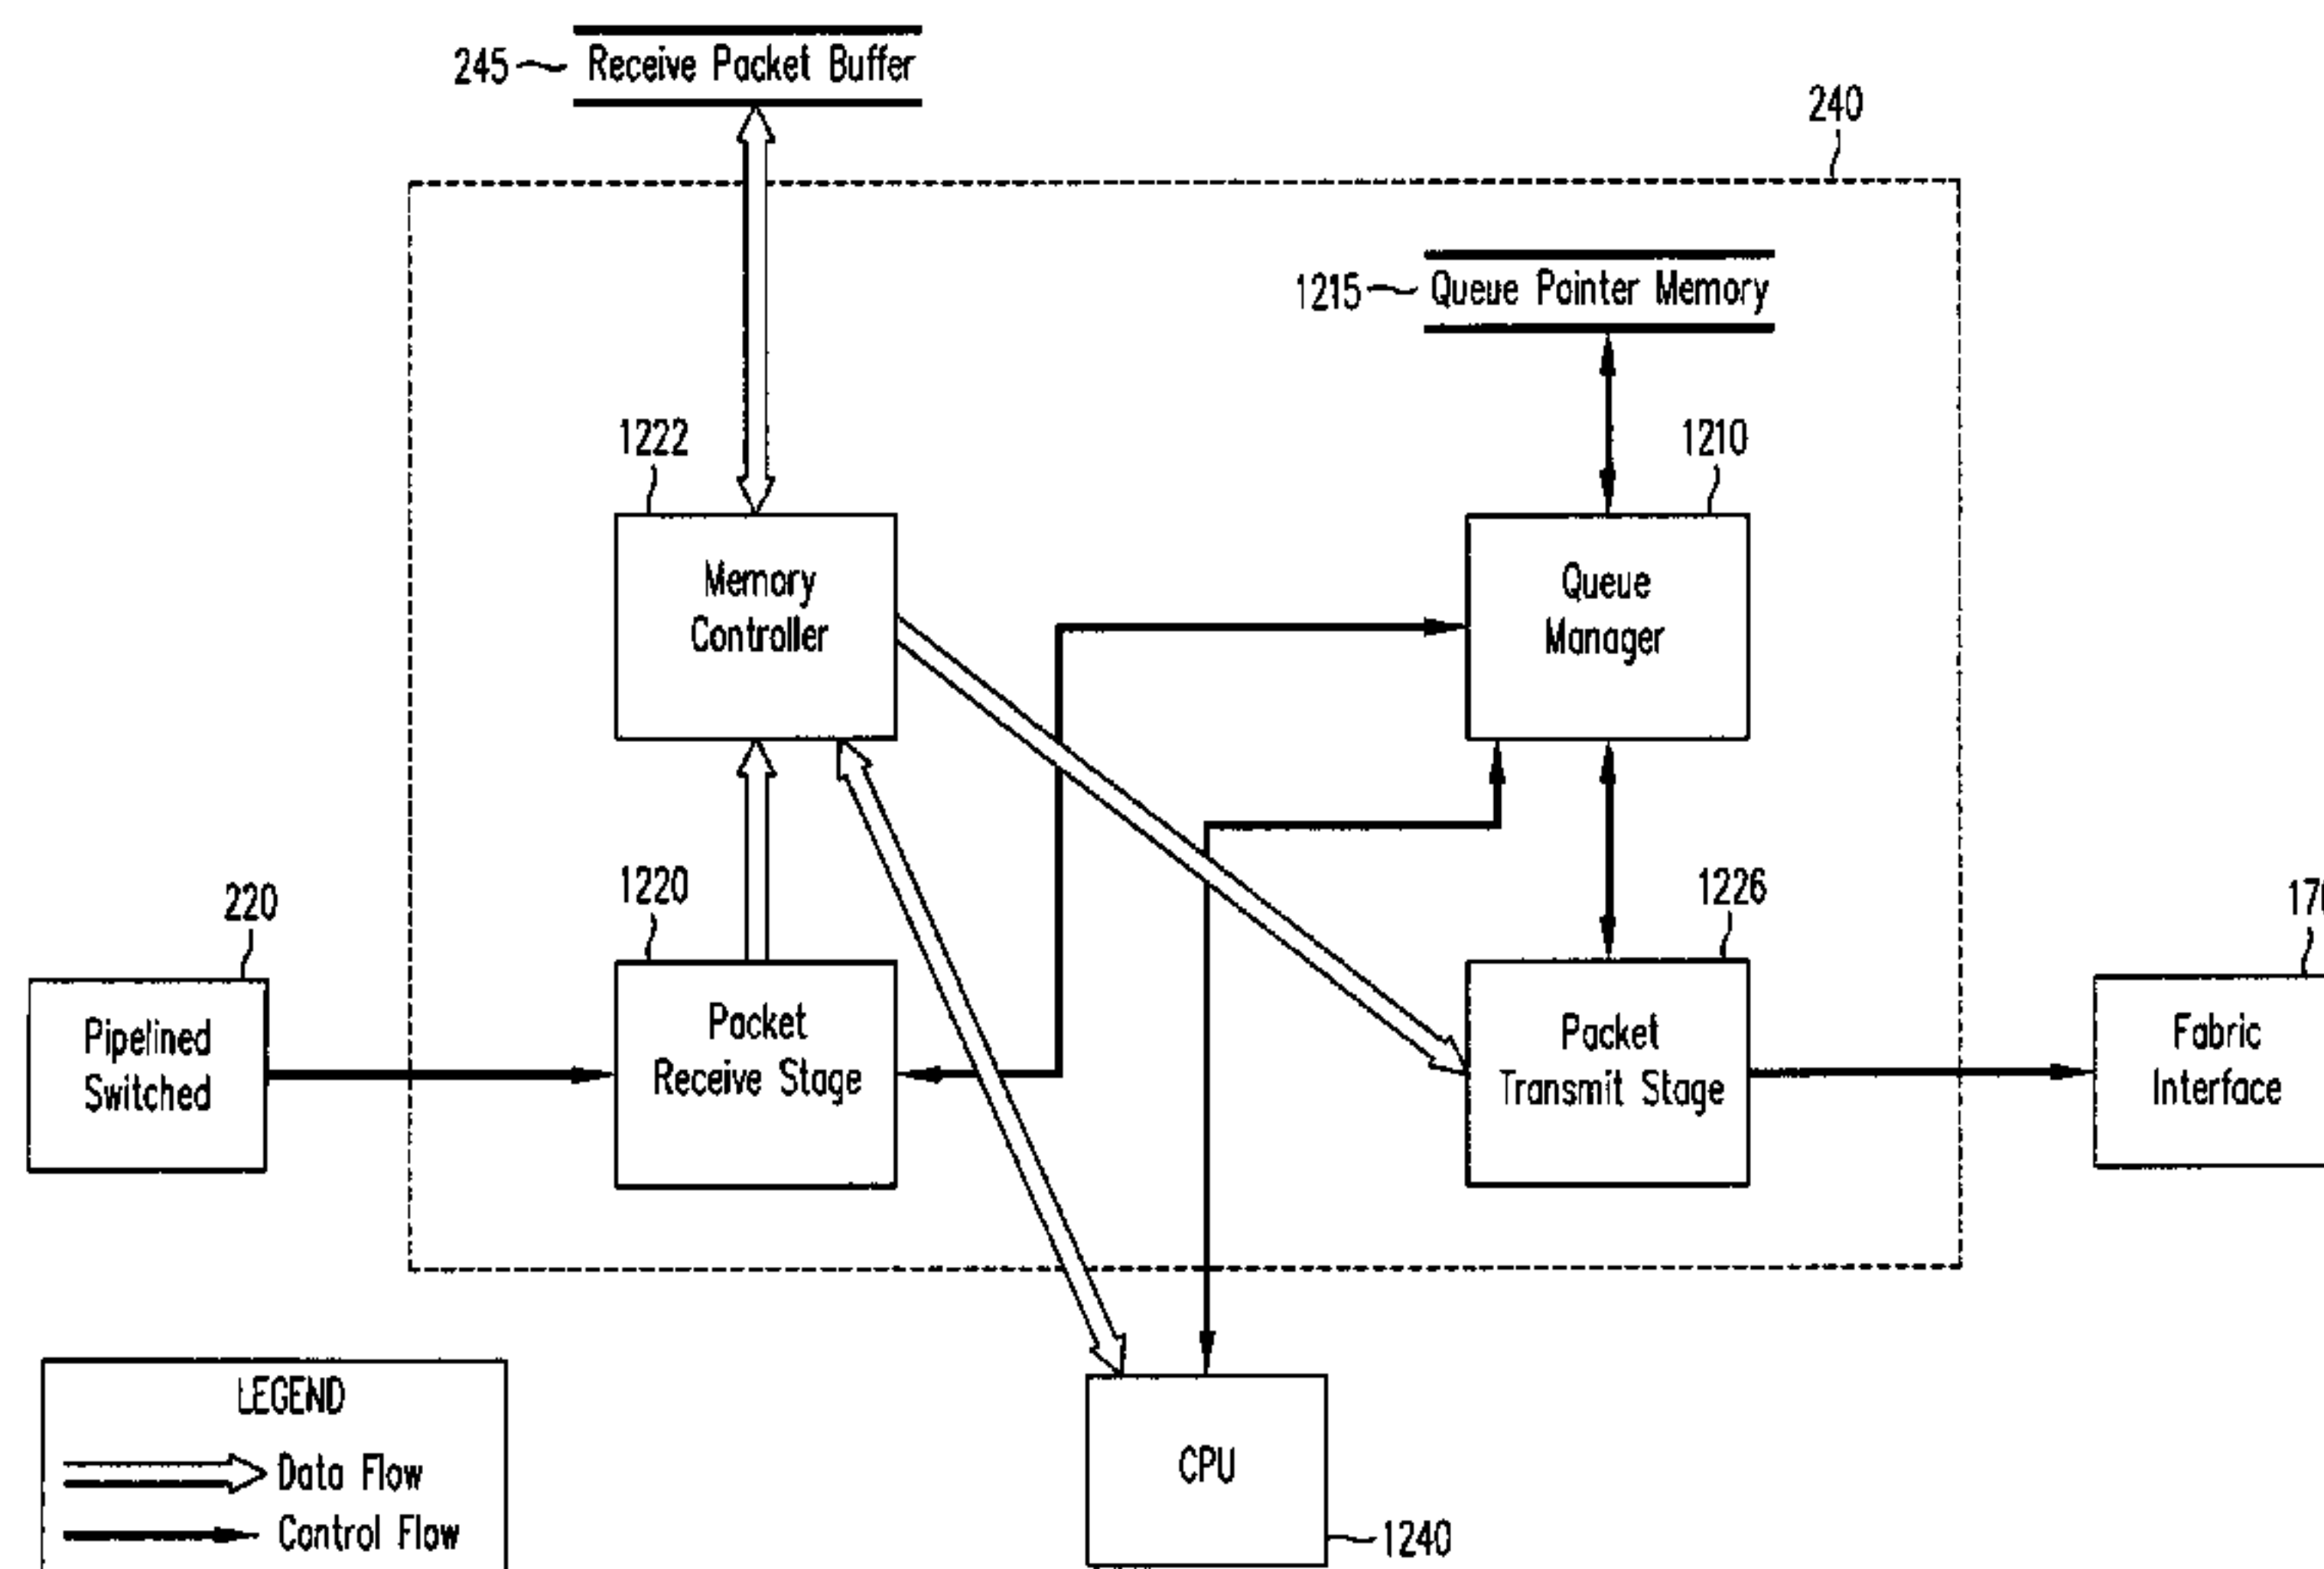 245
Receive Packet Buffer
240
1215
Queue Pointer Memory
1222
Memory
Controller
1210
Queue
Manager
220
Pipelined
Switched
1220
Packet
Receive Stage
1226
Packet
Transmit Stage
Fabric
Interface
LEGEND
Data Flow
Control Flow
CPU
1240